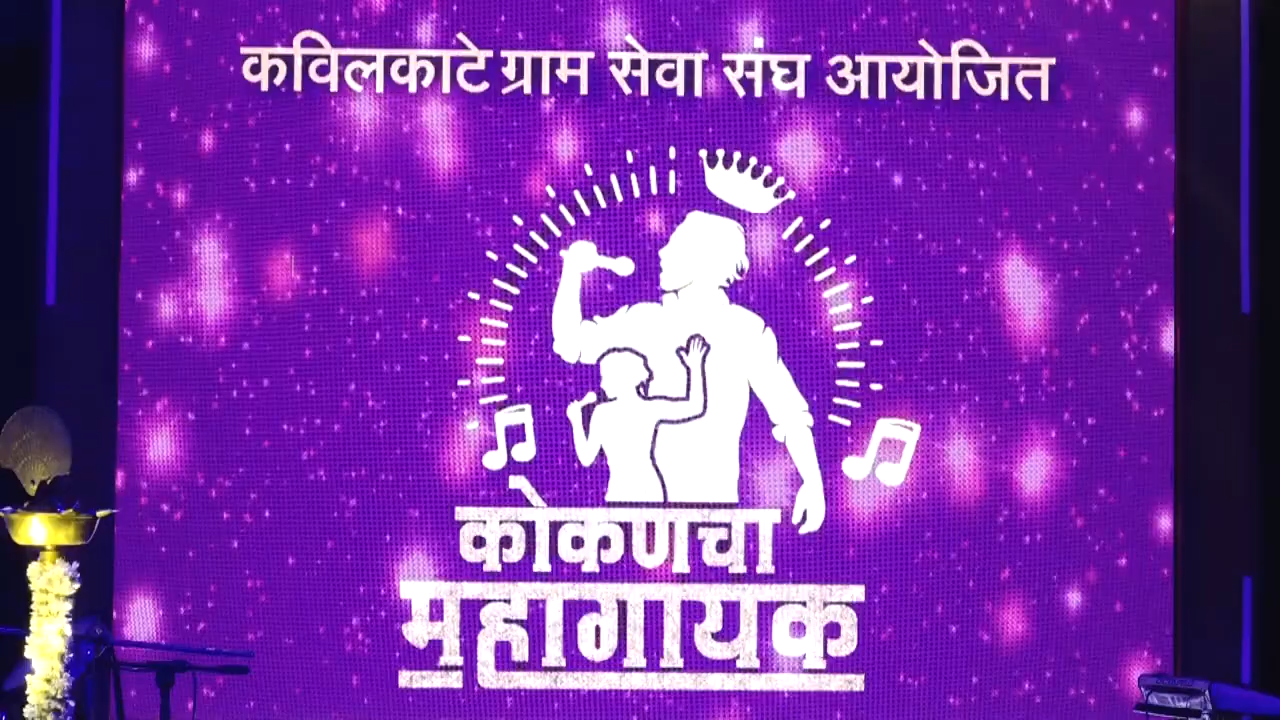 कविलकाटे ग्राम सेवा संघ आयोजित
कोकणचा
महागायक